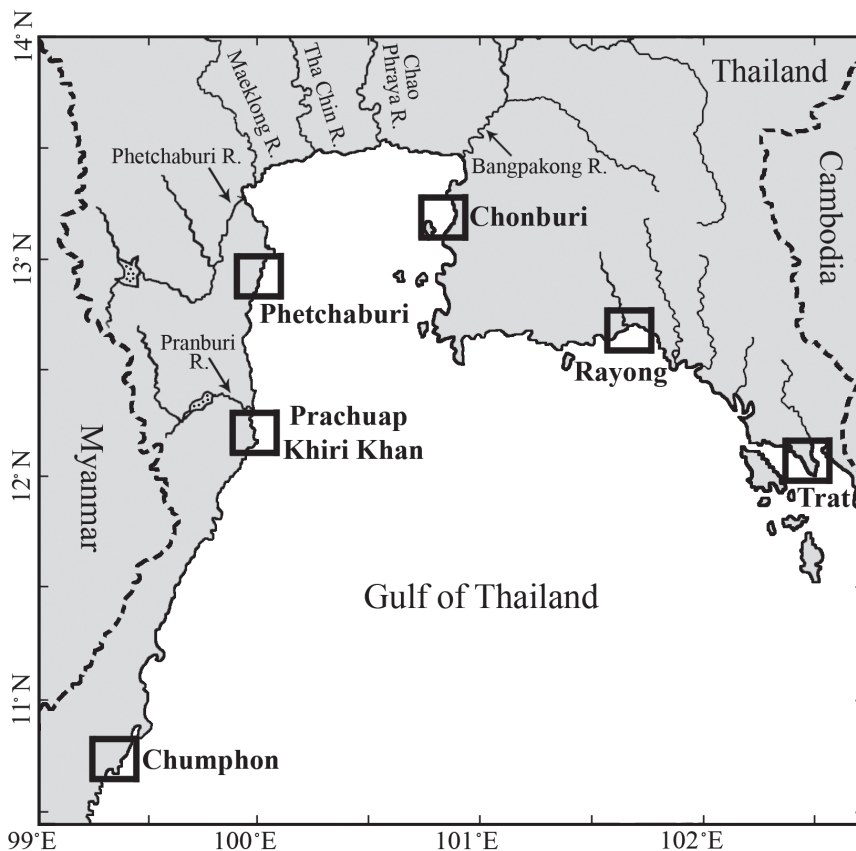 14˚N
Thailand
Maeklong R.
Tha Chin R.
Chao
Phraya R.
Phetchaburi R.
Bangpakong R.
Cambodia
Chonburi
13˚N
Phetchaburi
Pranburi
R.
Rayong
Prachuap
Khiri Khan
Myanmar
12˚N
Trat
Gulf of Thailand
11˚N
Chumphon
99˚E
100˚E
101˚E
102˚E